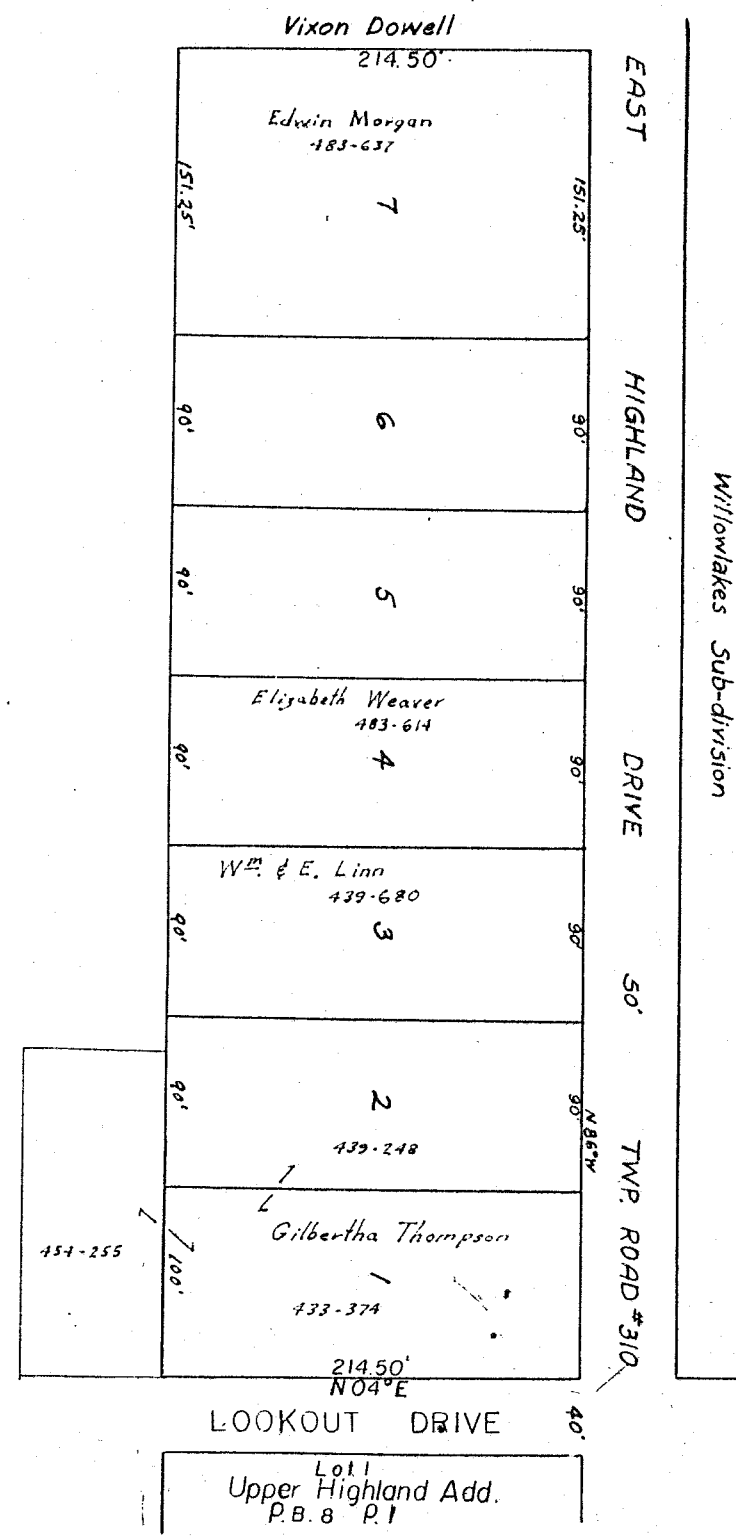 Vixon Dowell
214.50'
Edwin Morgan
483-637
7
151.25'
151.25'
6
90'
90'
5
90'
90'
Elizabeth Weaver
483-614
4
90'
90'
Wm. & E. Linn
439-680
3
90'
90'
2
90'
90'
N 86° W
439-248
Gilbertha Thompson
1
433-374
100'
454-255
214.50'
N 04° E
LOOKOUT DRIVE
40'
Lot 1
Upper Highland Add.
P.B. 8 P. 1
EAST HIGHLAND DRIVE 50' TWP. ROAD #310
Willowlakes Sub-division